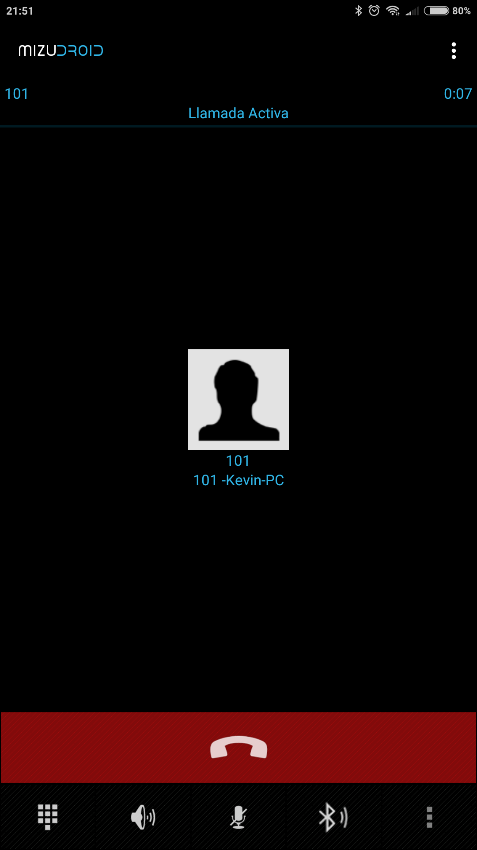 21:51
80%
MIZUDROID
101
0:07
Llamada Activa
101
101 -Kevin-PC